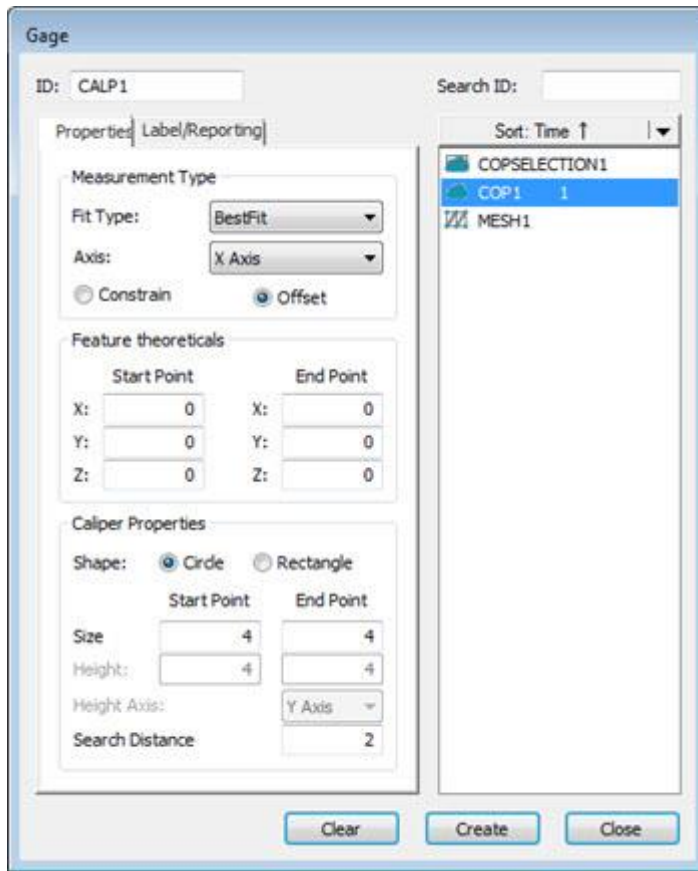 Gage
ID: CALP1 Search ID:
Properties Label/Reporting Sort: Time ↑
COPSELECTION1
COP1 1
MESH1
Measurement Type
Fit Type: BestFit
Axis: X Axis
Constrain Offset
Feature theoreticals
Start Point End Point
X: 0 X: 0
Y: 0 Y: 0
Z: 0 Z: 0
Caliper Properties
Shape: Circle Rectangle
Start Point End Point
Size 4 4
Height: 4 4
Height Axis: Y Axis
Search Distance 2
Clear Create Close